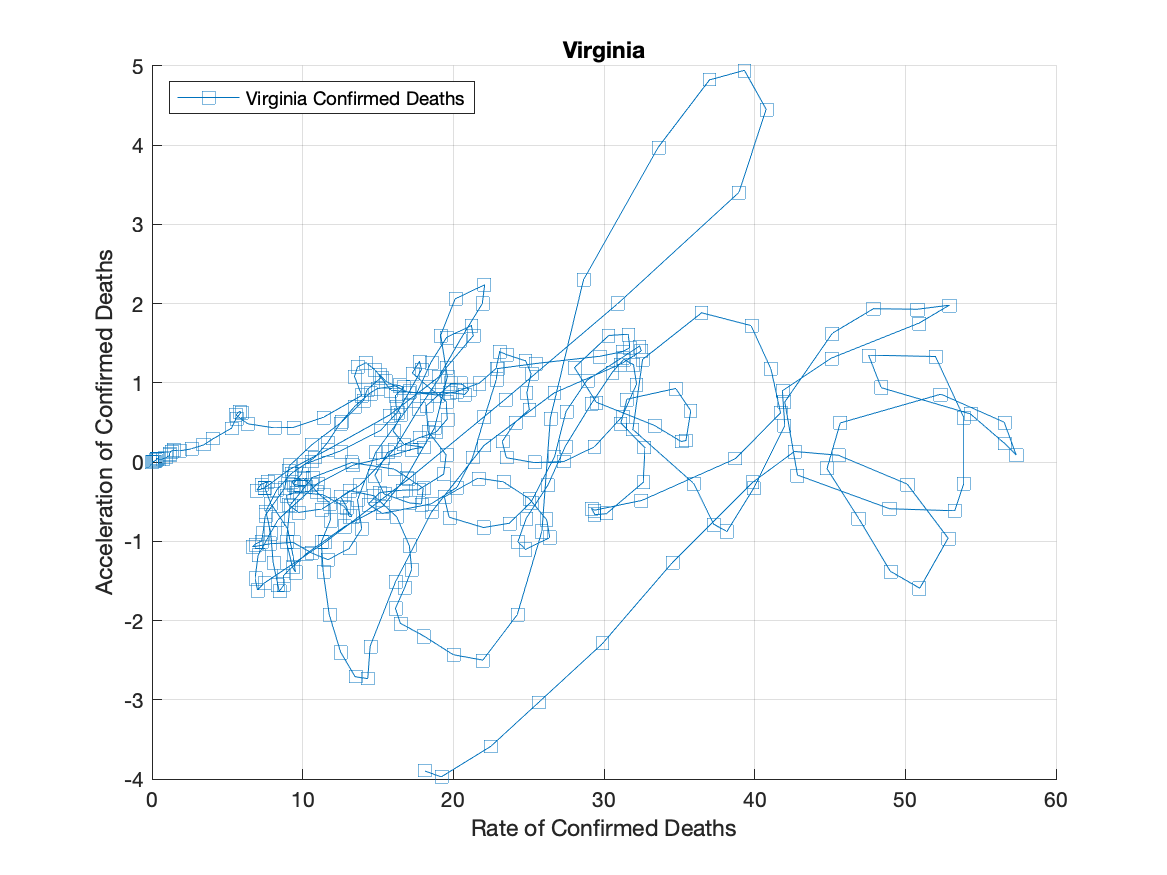 Virginia
Virginia Confirmed Deaths
5
4
3
2
1
0
-1
-2
-3
-4
Acceleration of Confirmed Deaths
0 10 20 30 40 50 60
Rate of Confirmed Deaths